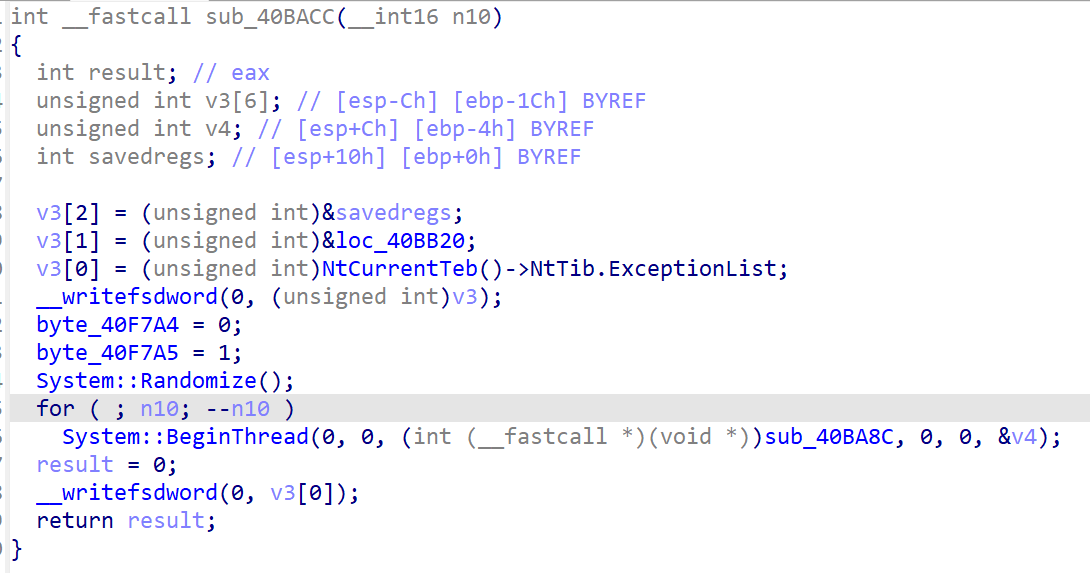 int __fastcall sub_40BACC(__int16 n10)
{
  int result; // eax
  unsigned int v3[6]; // [esp-Ch] [ebp-1Ch] BYREF
  unsigned int v4; // [esp+Ch] [ebp-4h] BYREF
  int savedregs; // [esp+10h] [ebp+0h] BYREF

  v3[2] = (unsigned int)&savedregs;
  v3[1] = (unsigned int)&loc_40BB20;
  v3[0] = (unsigned int)NtCurrentTeb()->NtTib.ExceptionList;
  __writefsdword(0, (unsigned int)v3);
  byte_40F7A4 = 0;
  byte_40F7A5 = 1;
  System::Randomize();
  for ( ; n10; --n10 )
    System::BeginThread(0, 0, (int (__fastcall *)(void *))sub_40BA8C, 0, 0, &v4);
  result = 0;
  __writefsdword(0, v3[0]);
  return result;
}